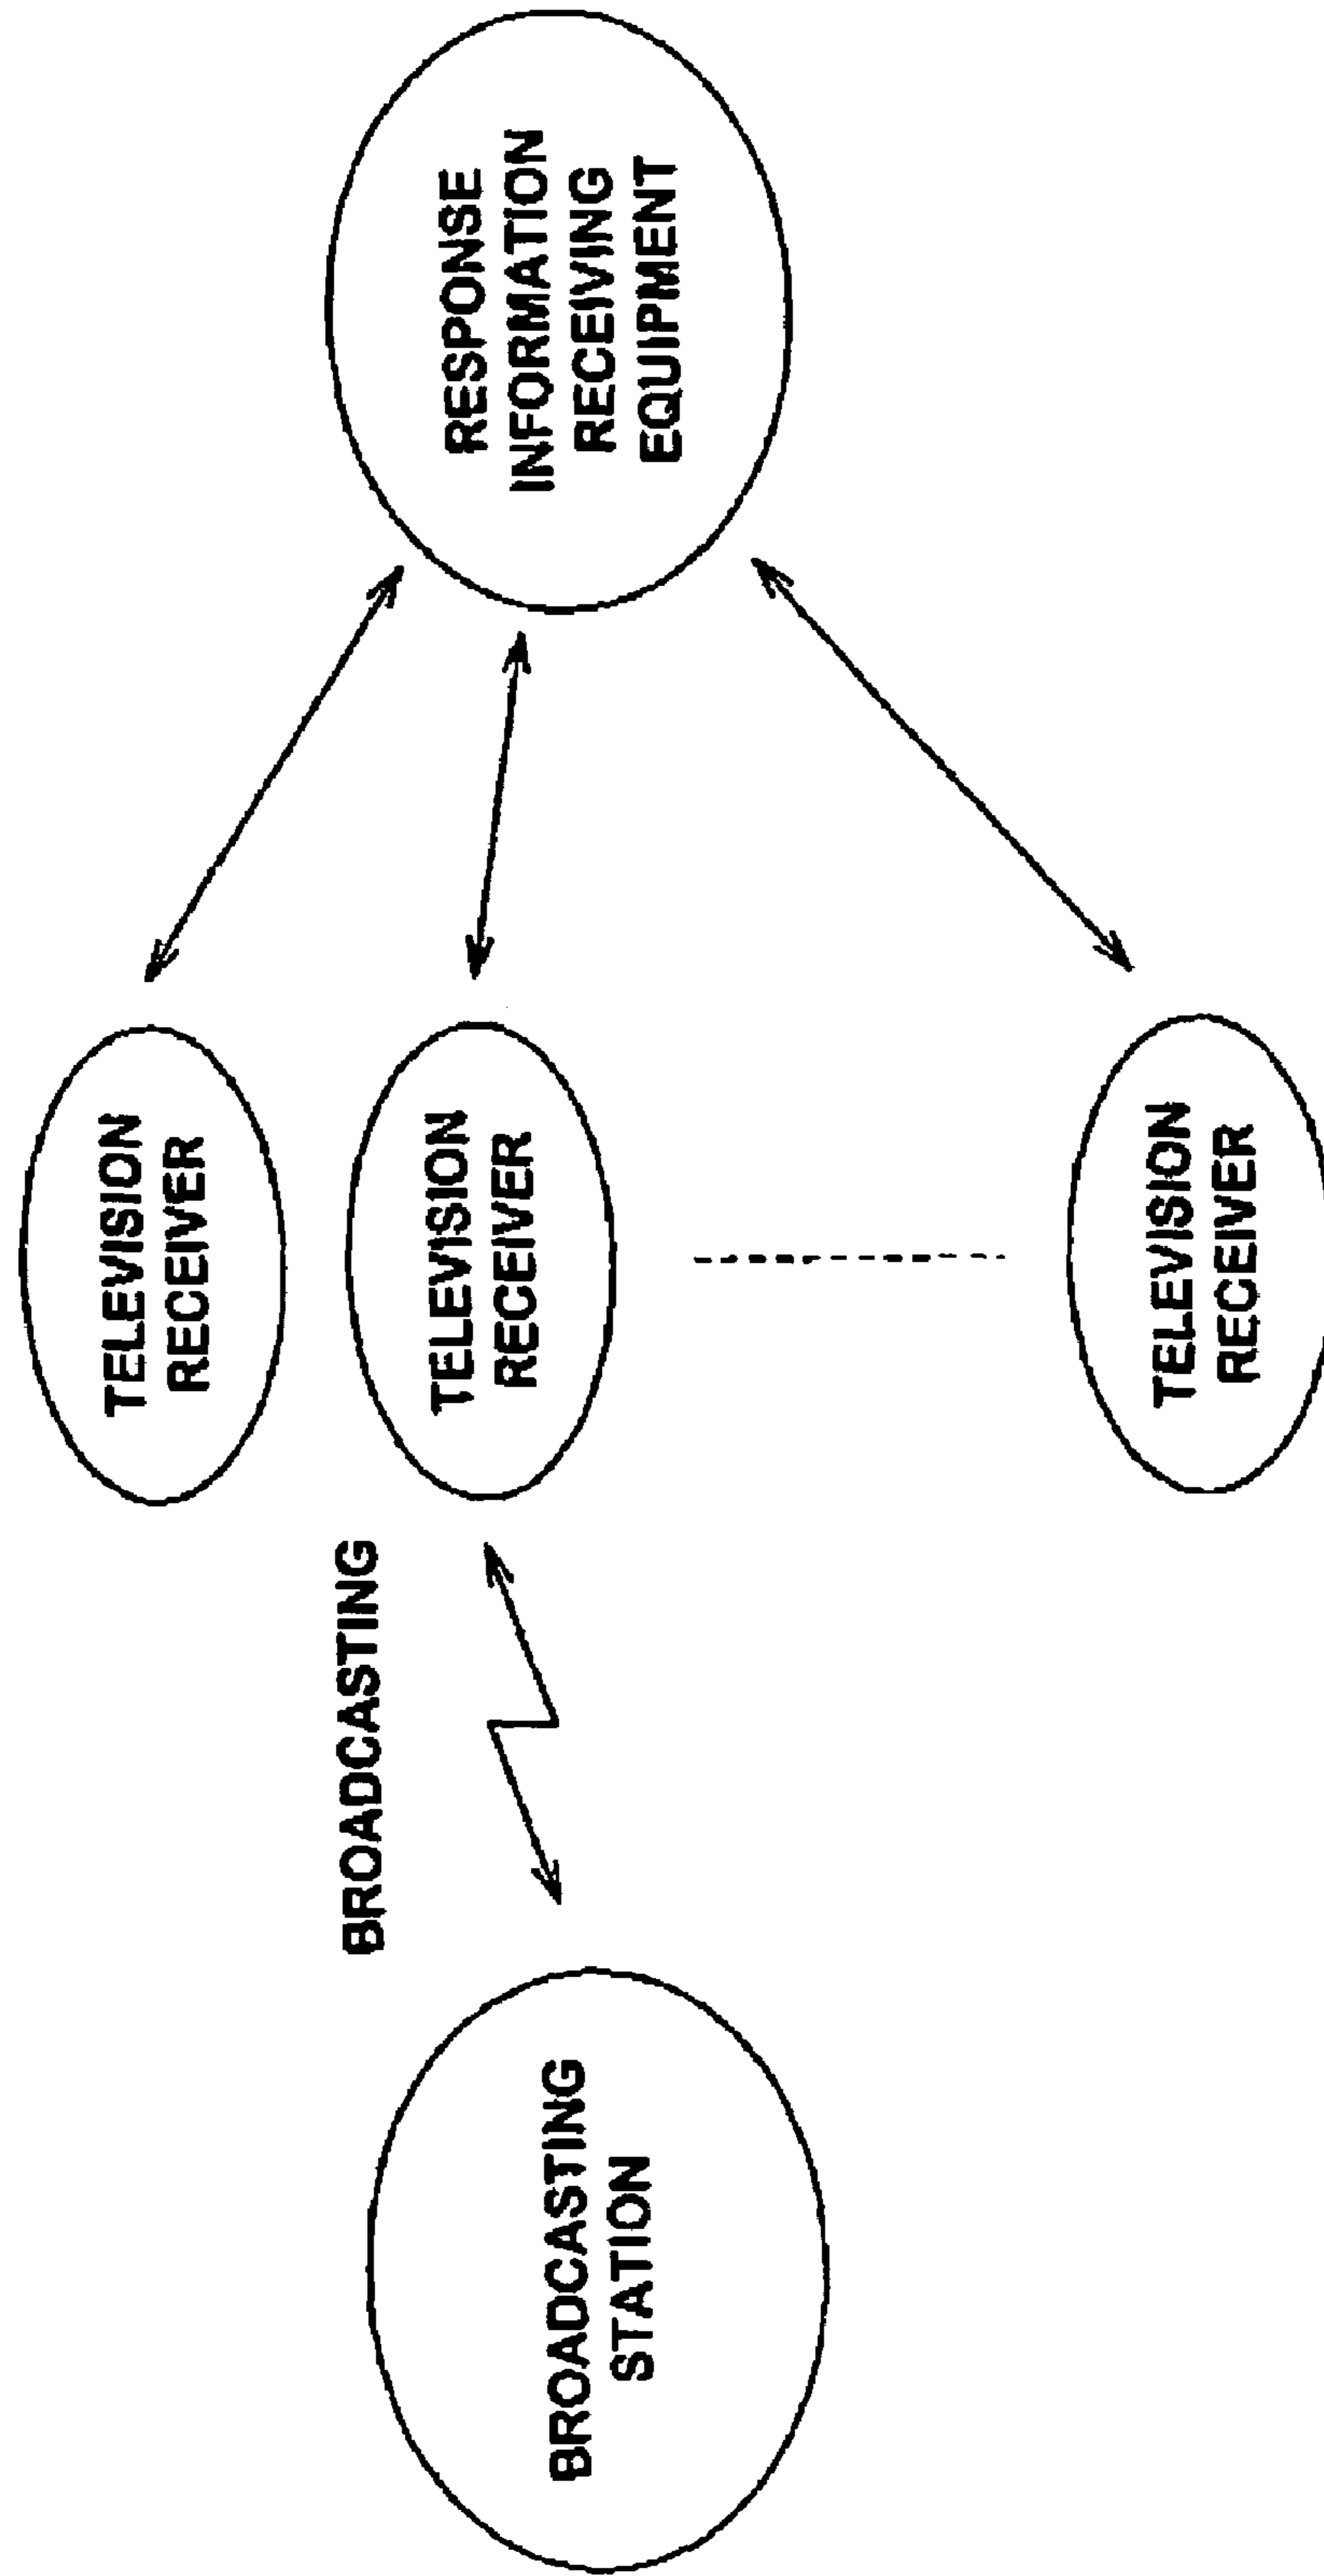 BROADCASTING
STATION
BROADCASTING
TELEVISION
RECEIVER
TELEVISION
RECEIVER
TELEVISION
RECEIVER
RESPONSE
INFORMATION
RECEIVING
EQUIPMENT